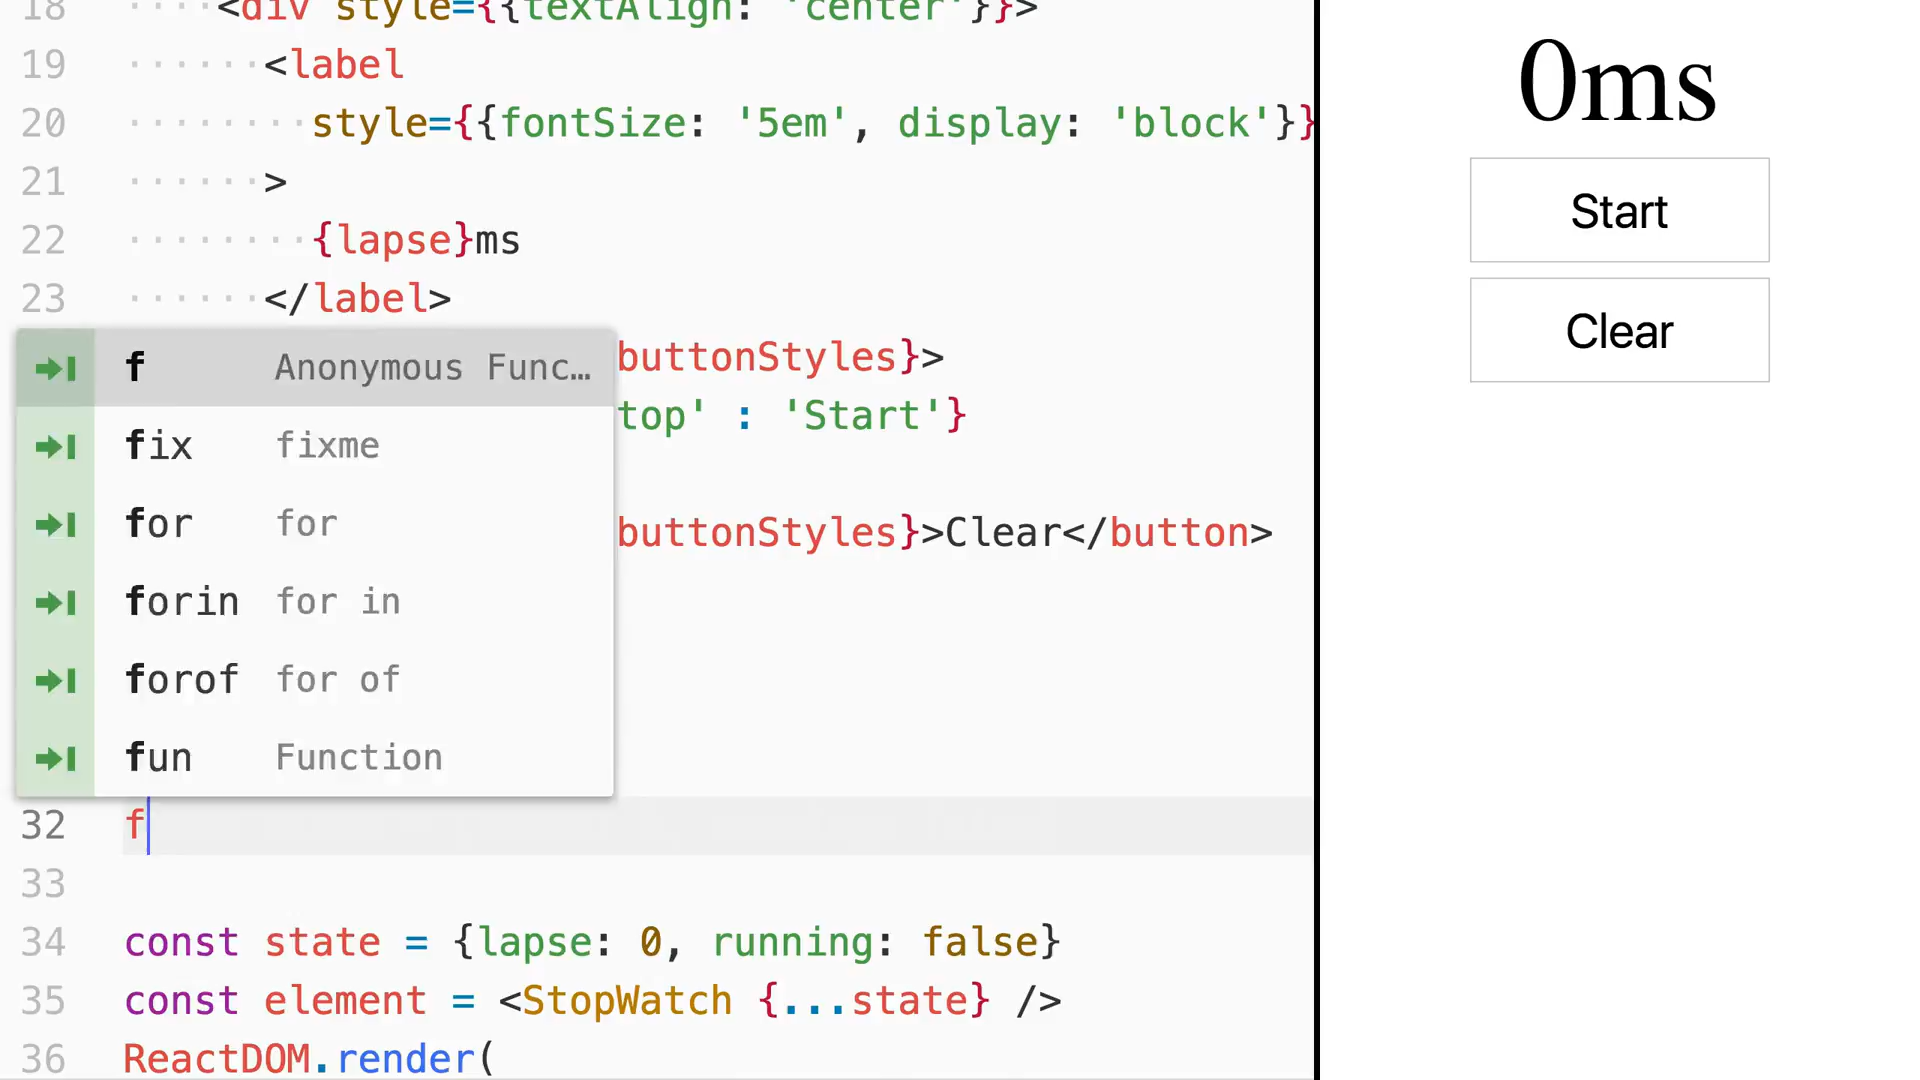 18 ····<div style={{textAlign: 'center'}}>
19 ······<label
20 ········style={{fontSize: '5em', display: 'block'}}
21 ······>
22 ········{lapse}ms
23 ······</label>
buttonStyles}>
top' : 'Start'}
buttonStyles}>Clear</button>
f Anonymous Func…
fix fixme
for for
forin for in
forof for of
fun Function
32 f
33
34 const state = {lapse: 0, running: false}
35 const element = <StopWatch {...state} />
36 ReactDOM.render(
0ms
Start
Clear